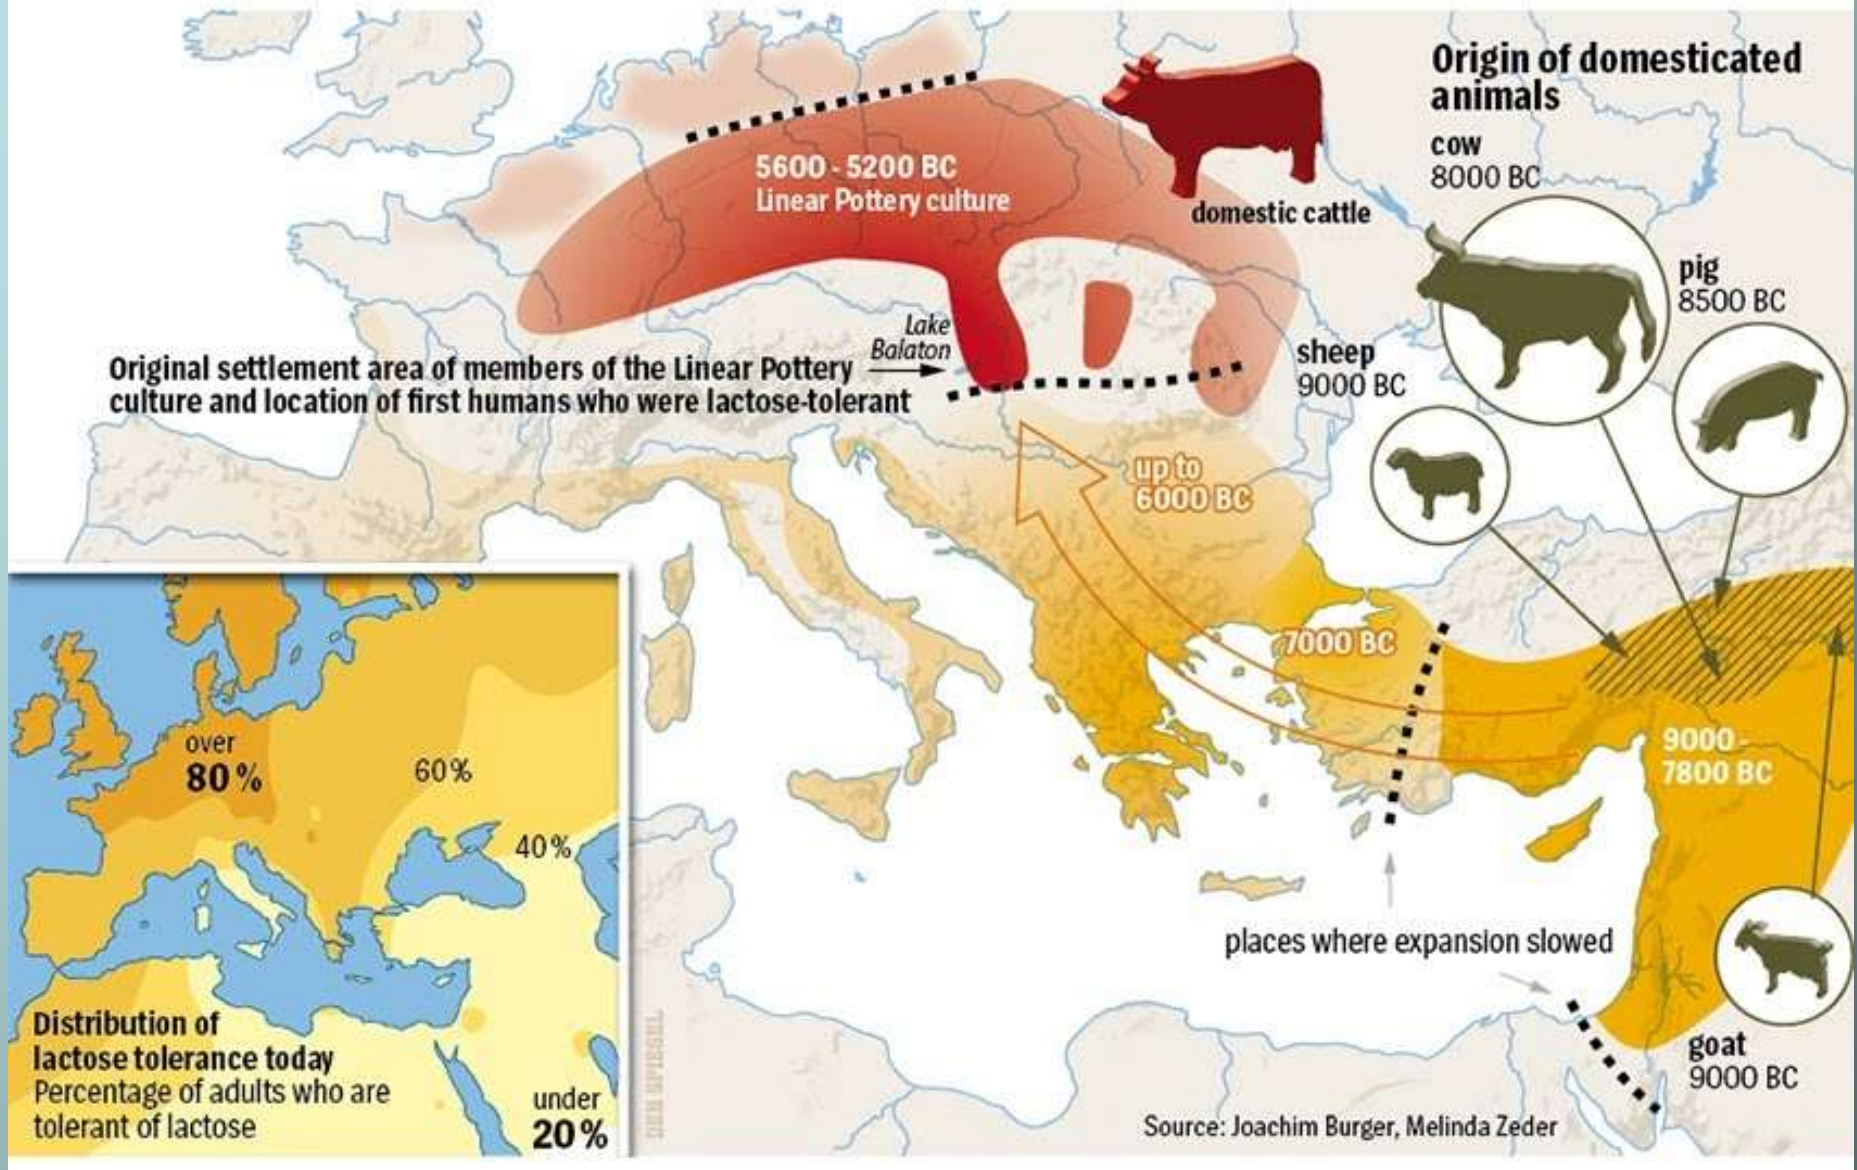 Origin of domesticated
animals
cow
8000 BC
pig
8500 BC
5600 - 5200 BC
Linear Pottery culture
domestic cattle
Lake
Balaton
Original settlement area of members of the Linear Pottery
culture and location of first humans who were lactose-tolerant
sheep
9000 BC
up to
6000 BC
7000 BC
9000 -
7800 BC
places where expansion slowed
goat
9000 BC
Source: Joachim Burger, Melinda Zeder
over
80 %
60 %
40 %
Distribution of
lactose tolerance today
Percentage of adults who are
tolerant of lactose
under
20 %
DER SPIEGEL